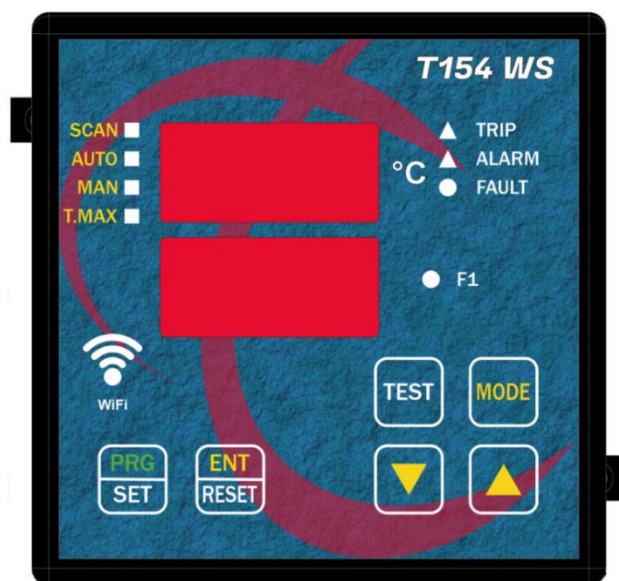 T154 WS
SCAN
AUTO
MAN
T.MAX
°C
TRIP
ALARM
FAULT
F1
WiFi
TEST
MODE
PRG
SET
ENT
RESET